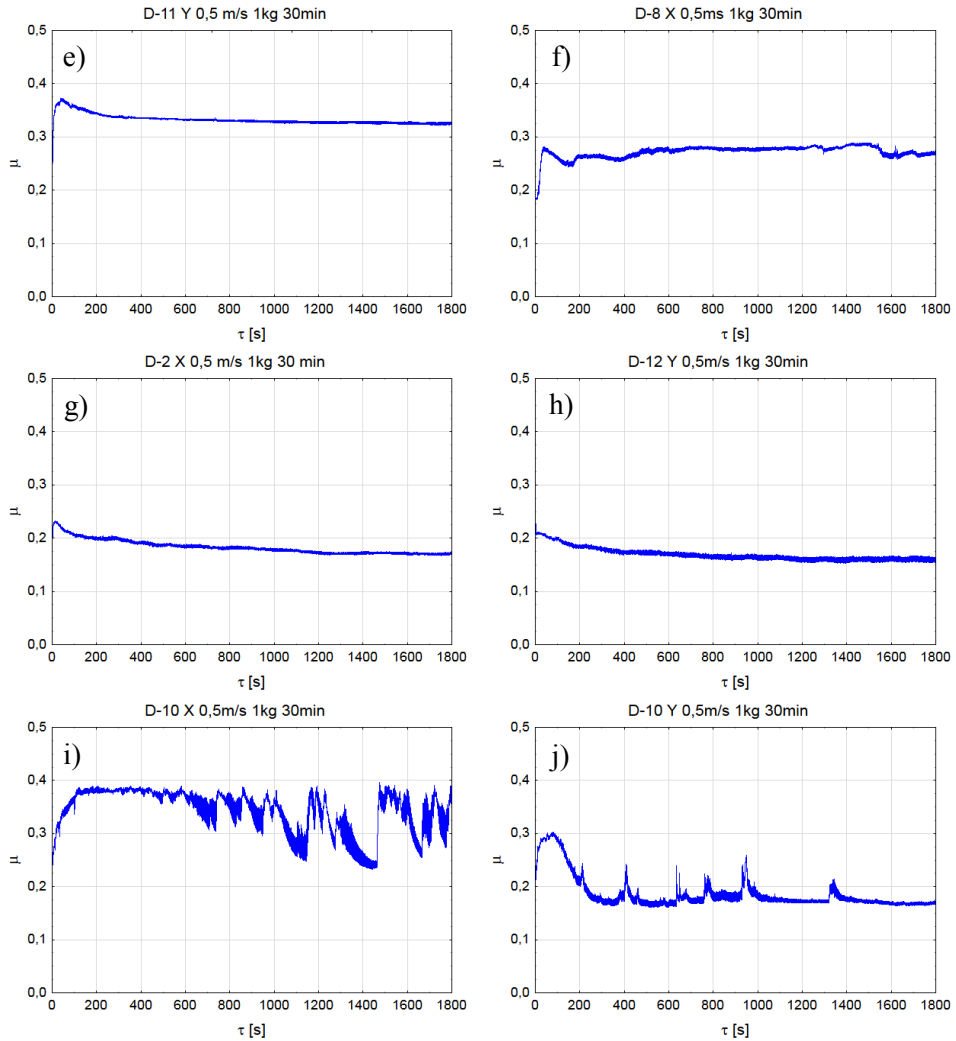 D-11 Y 0,5 m/s 1kg 30min
e)
0,5
0,4
0,3
0,2
0,1
0,0
μ
0 200 400 600 800 1000 1200 1400 1600 1800
τ [s]
D-8 X 0,5ms 1kg 30min
f)
0,5
0,4
0,3
0,2
0,1
0,0
μ
0 200 400 600 800 1000 1200 1400 1600 1800
τ [s]
D-2 X 0,5 m/s 1kg 30 min
g)
0,5
0,4
0,3
0,2
0,1
0,0
μ
0 200 400 600 800 1000 1200 1400 1600 1800
τ [s]
D-12 Y 0,5m/s 1kg 30min
h)
0,5
0,4
0,3
0,2
0,1
0,0
μ
0 200 400 600 800 1000 1200 1400 1600 1800
τ [s]
D-10 X 0,5m/s 1kg 30min
i)
0,5
0,4
0,3
0,2
0,1
0,0
μ
0 200 400 600 800 1000 1200 1400 1600 1800
τ [s]
D-10 Y 0,5m/s 1kg 30min
j)
0,5
0,4
0,3
0,2
0,1
0,0
μ
0 200 400 600 800 1000 1200 1400 1600 1800
τ [s]